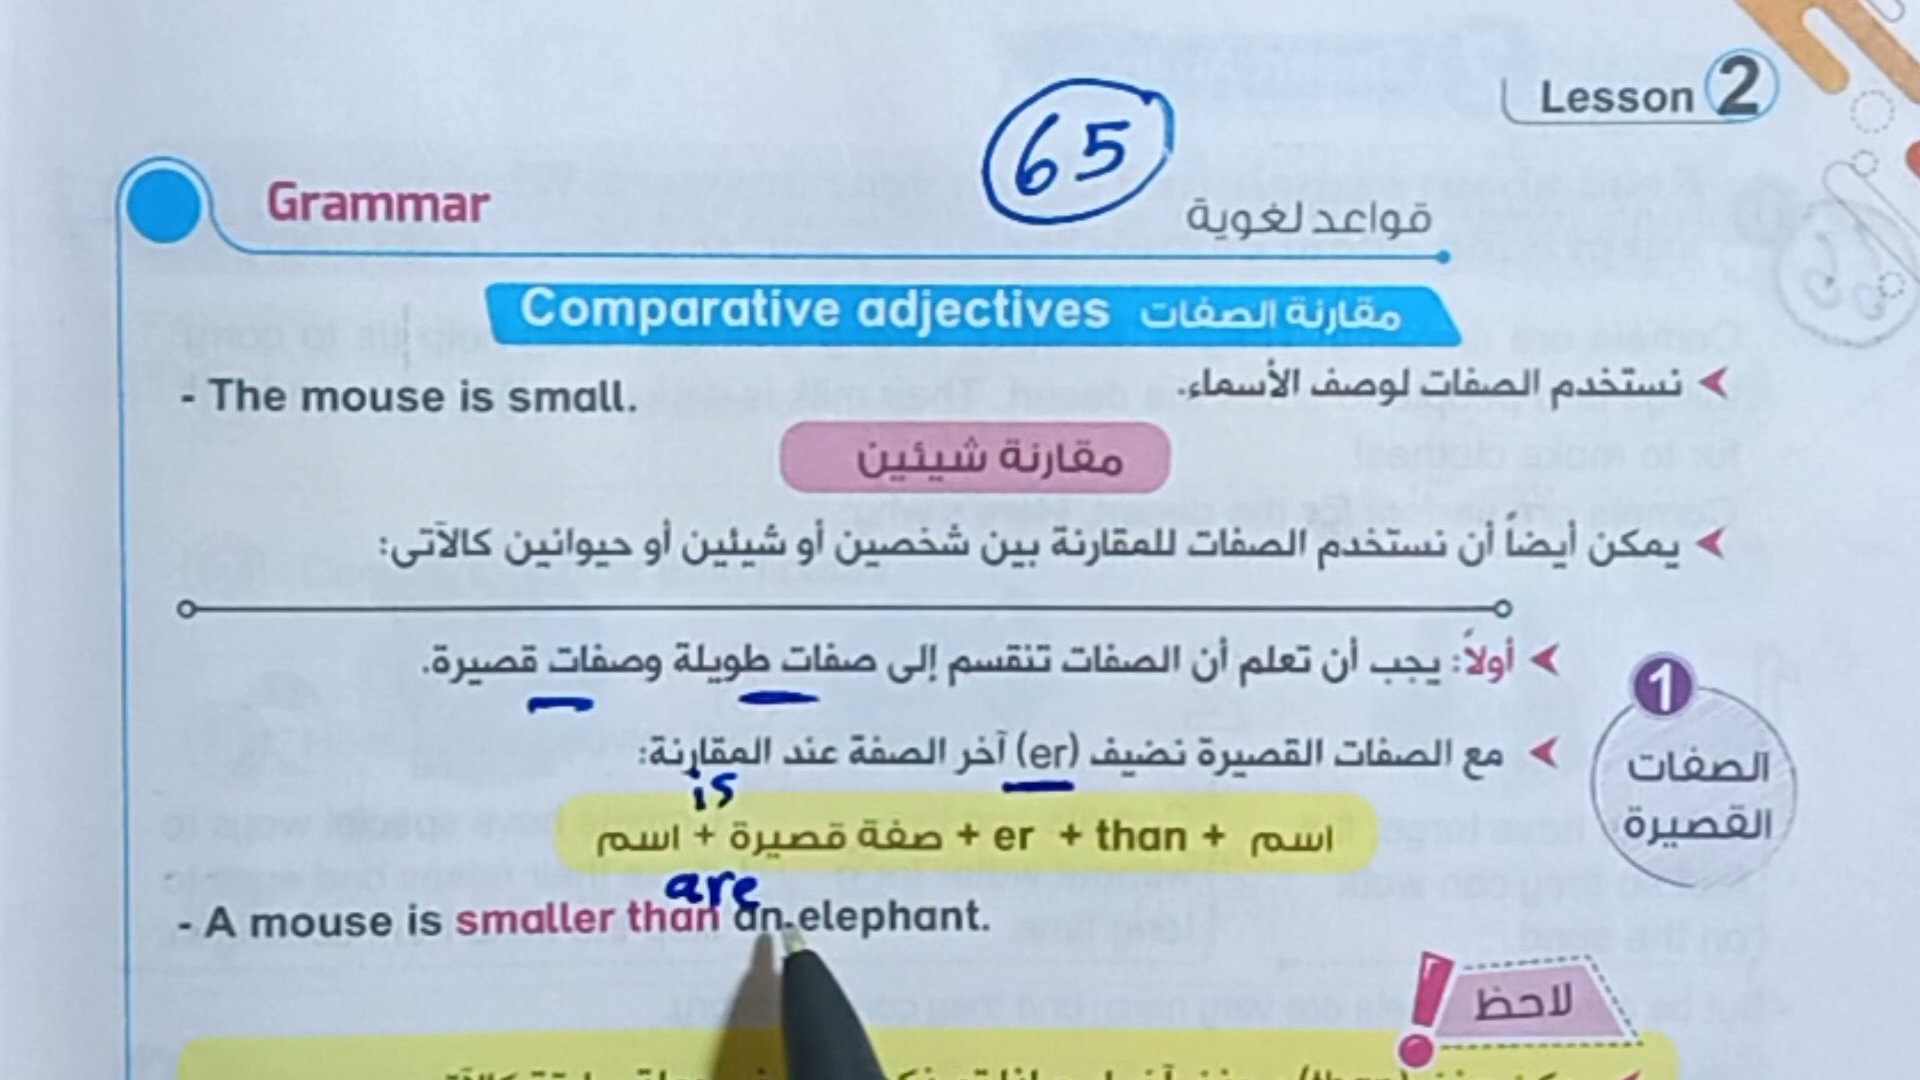 Lesson 2
65
Grammar
قواعد لغوية
Comparative adjectives مقارنة الصفات
نستخدم الصفات لوصف الأسماء.
- The mouse is small.
مقارنة شيئين
يمكن أيضاً أن نستخدم الصفات للمقارنة بين شخصين أو شيئين أو حيوانين كالآتى:
1
الصفات
القصيرة
أولاً: يجب أن تعلم أن الصفات تنقسم إلى صفات طويلة وصفات قصيرة.
مع الصفات القصيرة نضيف (er) آخر الصفة عند المقارنة:
is
اسم + صفة قصيرة + er + than + اسم
are
- A mouse is smaller than an elephant.
لاحظ